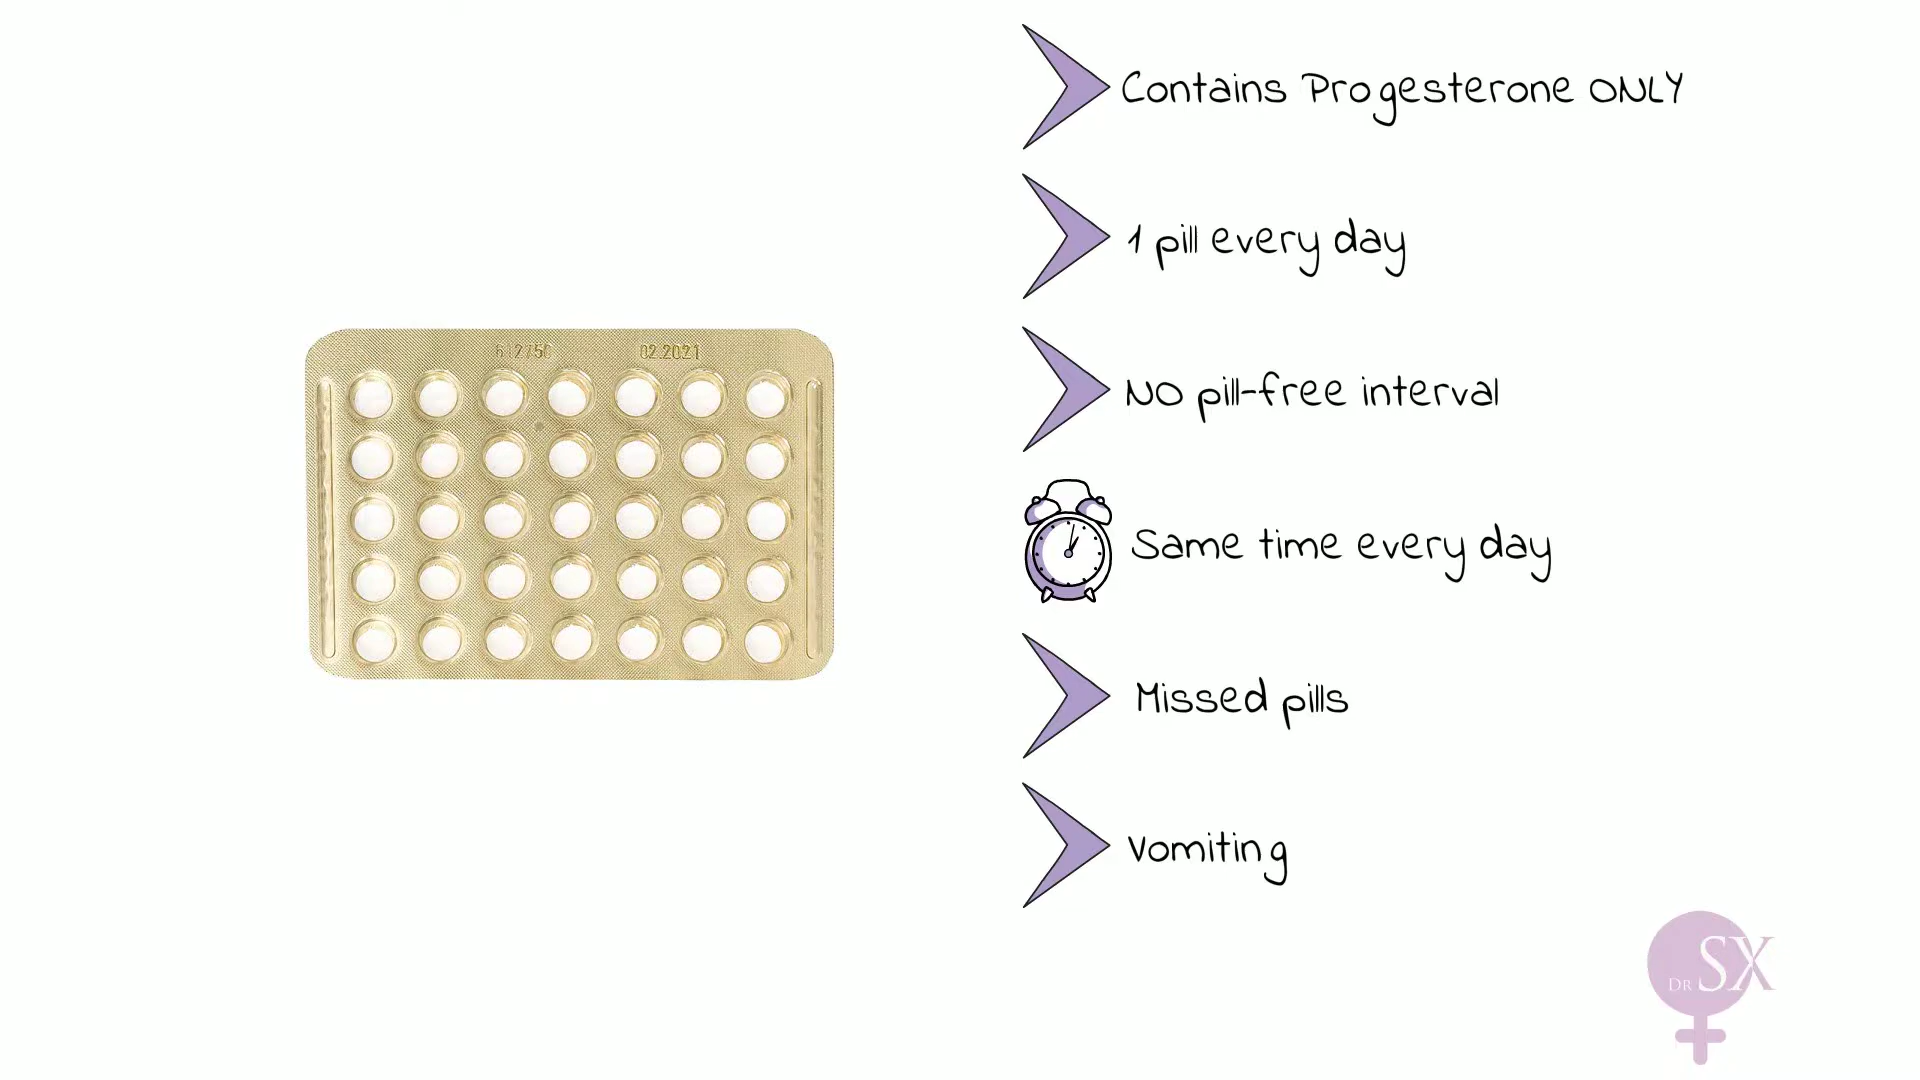 02.2021
Contains Progesterone ONLY
1 pill every day
NO pill-free interval
Same time every day
Missed pills
Vomiting
DR SX